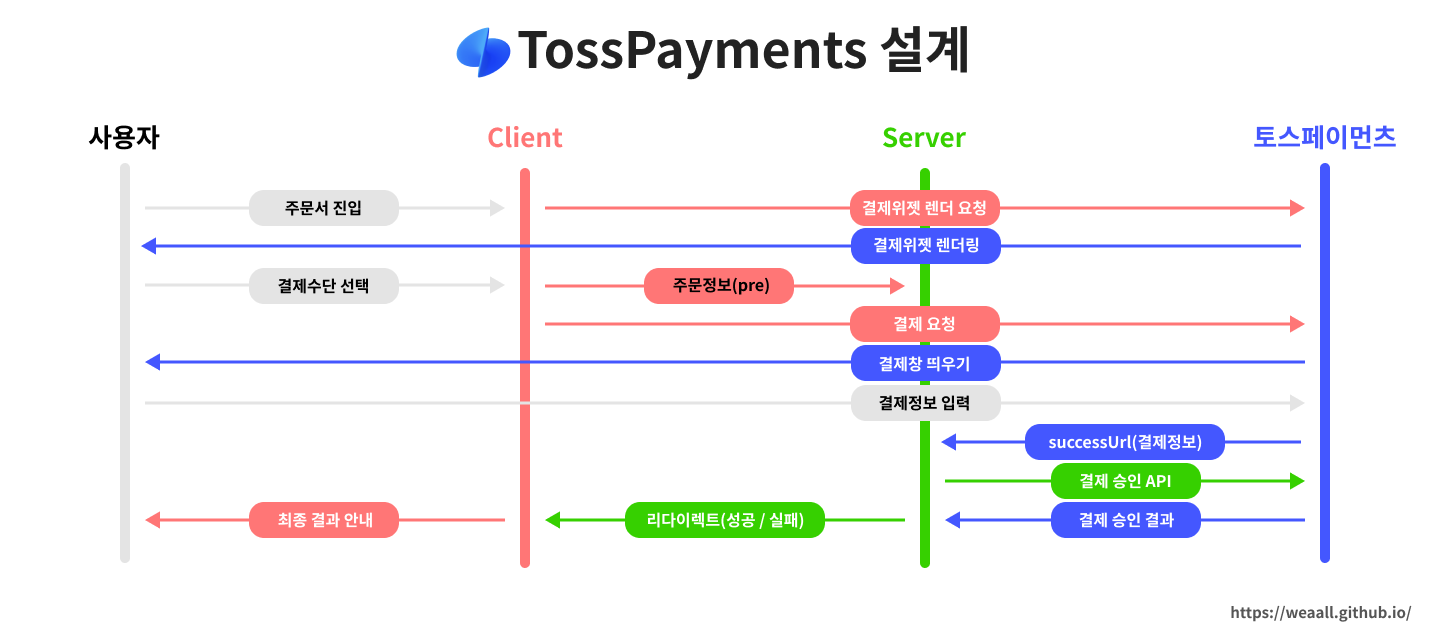 TossPayments 설계
사용자 Client Server 토스페이먼츠
주문서 진입 결제위젯 렌더 요청
결제위젯 렌더링
결제수단 선택 주문정보(pre)
결제 요청
결제창 띄우기
결제정보 입력
successUrl(결제정보)
결제 승인 API
최종 결과 안내 리다이렉트(성공 / 실패) 결제 승인 결과
https://weaall.github.io/